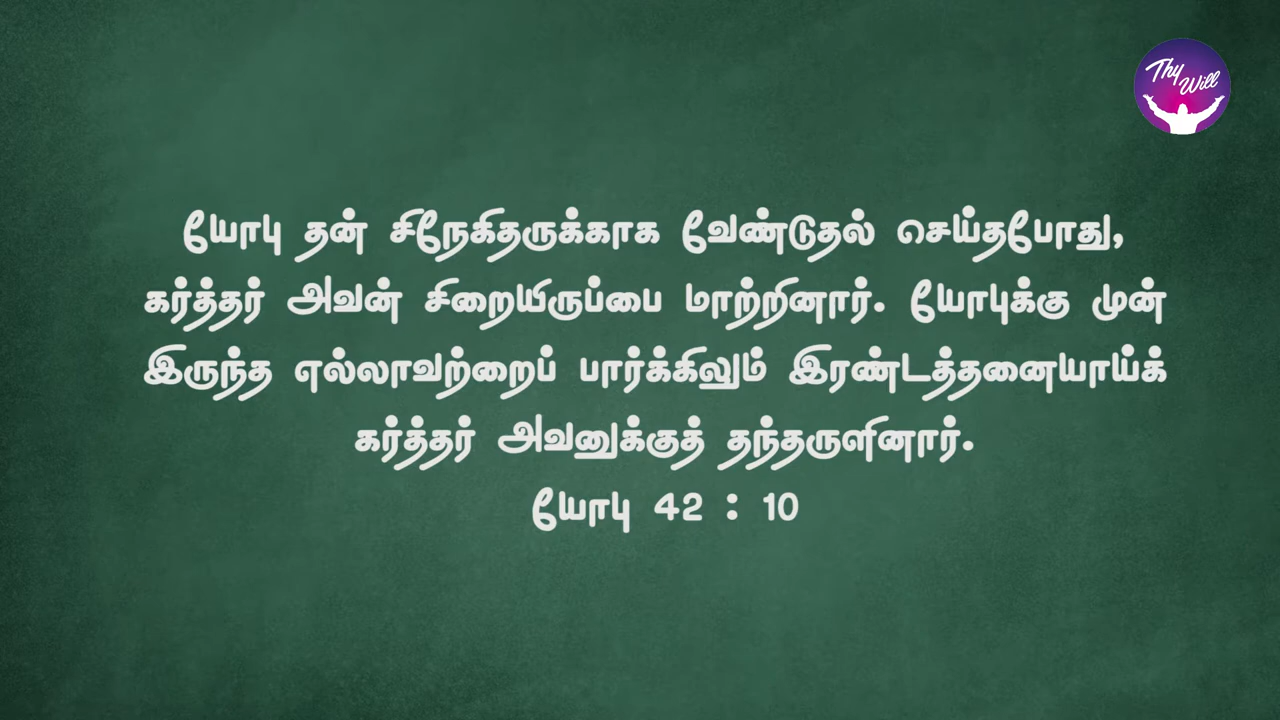 Thy Will
யோபு தன் சிநேகிதருக்காக வேண்டுதல் செய்தபோது,
கர்த்தர் அவன் சிறையிருப்பை மாற்றினார். யோபுக்கு முன்
இருந்த எல்லாவற்றைப் பார்க்கிலும் இரண்டத்தனையாய்க்
கர்த்தர் அவனுக்குத் தந்தருளினார்.
யோபு 42 : 10